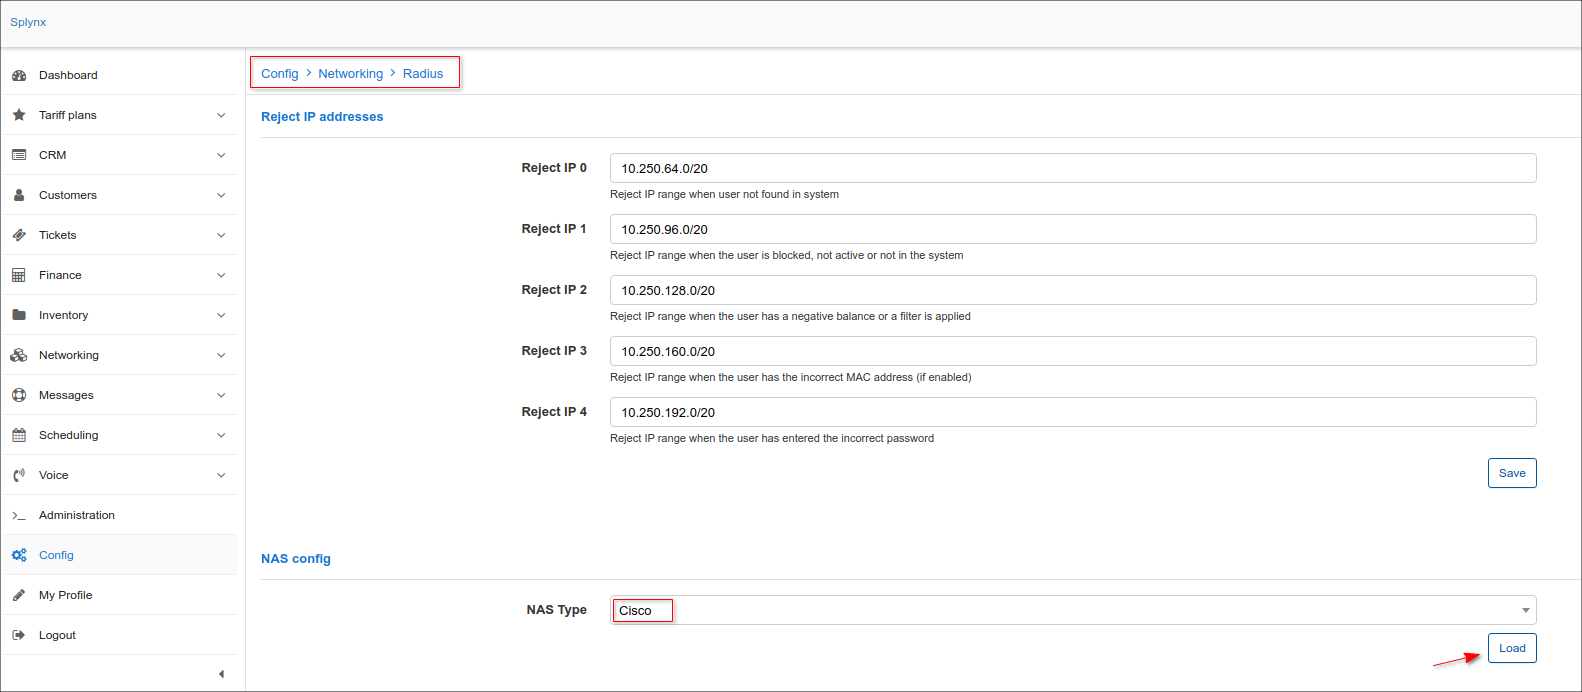 Splynx
Dashboard
Tariff plans
CRM
Customers
Tickets
Finance
Inventory
Networking
Messages
Scheduling
Voice
Administration
Config
My Profile
Logout
Config > Networking > Radius
Reject IP addresses
Reject IP 0 10.250.64.0/20
Reject IP range when user not found in system
Reject IP 1 10.250.96.0/20
Reject IP range when the user is blocked, not active or not in the system
Reject IP 2 10.250.128.0/20
Reject IP range when the user has a negative balance or a filter is applied
Reject IP 3 10.250.160.0/20
Reject IP range when the user has the incorrect MAC address (if enabled)
Reject IP 4 10.250.192.0/20
Reject IP range when the user has entered the incorrect password
Save
NAS config
NAS Type Cisco
Load